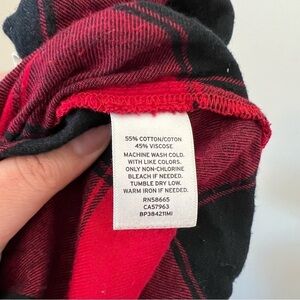 55% COTTON/COTON
45% VISCOSE
MACHINE WASH COLD.
WITH LIKE COLORS.
ONLY NON-CHLORINE
BLEACH IF NEEDED.
TUMBLE DRY LOW.
WARM IRON IF NEEDED.
RN58665
CA57963
BP384211MI